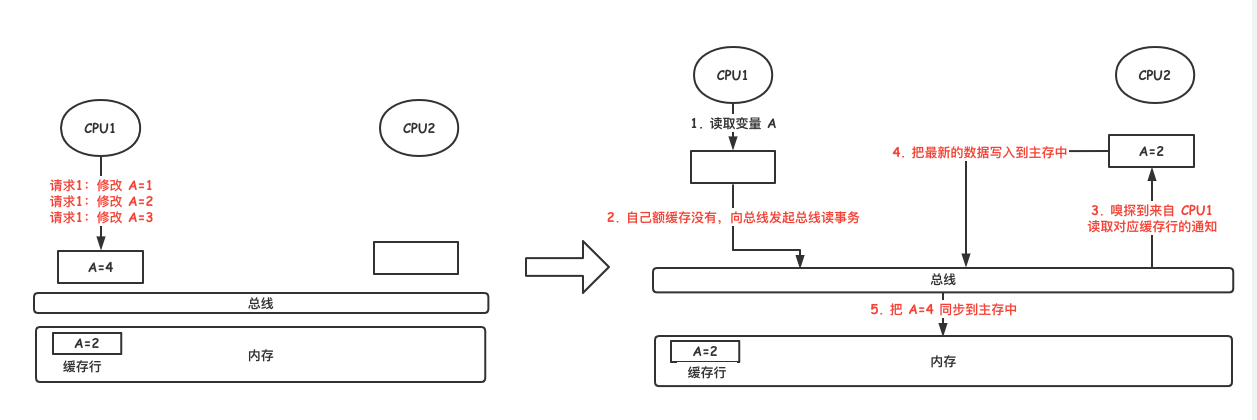 CPU1
CPU2
请求1：修改 A=1
请求1：修改 A=2
请求1：修改 A=3
A=4
总线
A=2
缓存行
内存
CPU1
CPU2
1. 读取变量 A
A=2
4. 把最新的数据写入到主存中
2. 自己额缓存没有，向总线发起总线读事务
3. 嗅探到来自 CPU1
读取对应缓存行的通知
总线
5. 把 A=4 同步到主存中
A=2
缓存行
内存